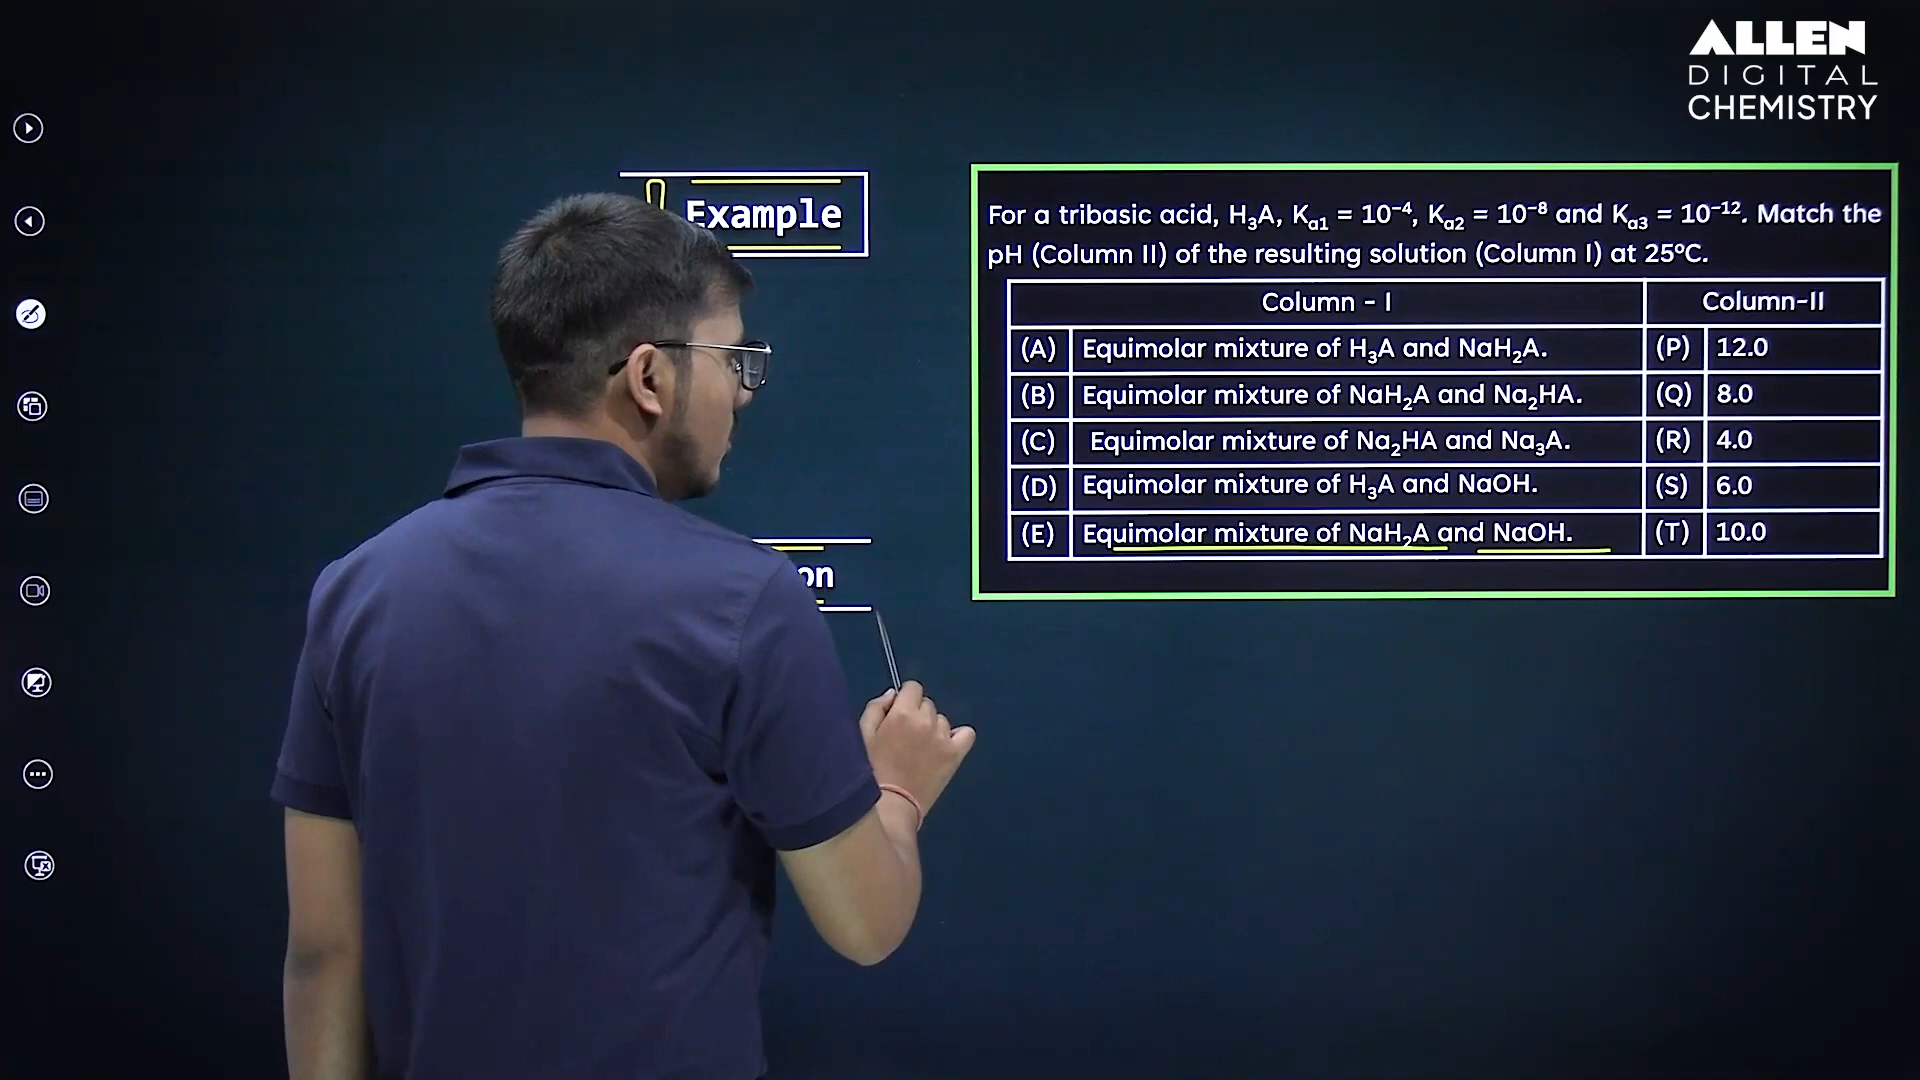 ALLEN
DIGITAL
CHEMISTRY
Example
For a tribasic acid, H₃A, Kₐ₁ = 10⁻⁴, Kₐ₂ = 10⁻⁸ and Kₐ₃ = 10⁻¹². Match the
pH (Column II) of the resulting solution (Column I) at 25ºC.
Column - I Column-II
(A) Equimolar mixture of H₃A and NaH₂A. (P) 12.0
(B) Equimolar mixture of NaH₂A and Na₂HA. (Q) 8.0
(C) Equimolar mixture of Na₂HA and Na₃A. (R) 4.0
(D) Equimolar mixture of H₃A and NaOH. (S) 6.0
(E) Equimolar mixture of NaH₂A and NaOH. (T) 10.0